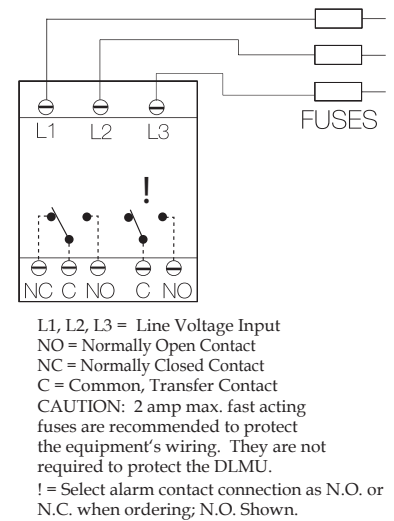 FUSES
L1 L2 L3
!
NC C NO C NO
L1, L2, L3 = Line Voltage Input
NO = Normally Open Contact
NC = Normally Closed Contact
C = Common, Transfer Contact
CAUTION: 2 amp max. fast acting
fuses are recommended to protect
the equipment's wiring. They are not
required to protect the DLMU.
! = Select alarm contact connection as N.O. or
N.C. when ordering; N.O. Shown.